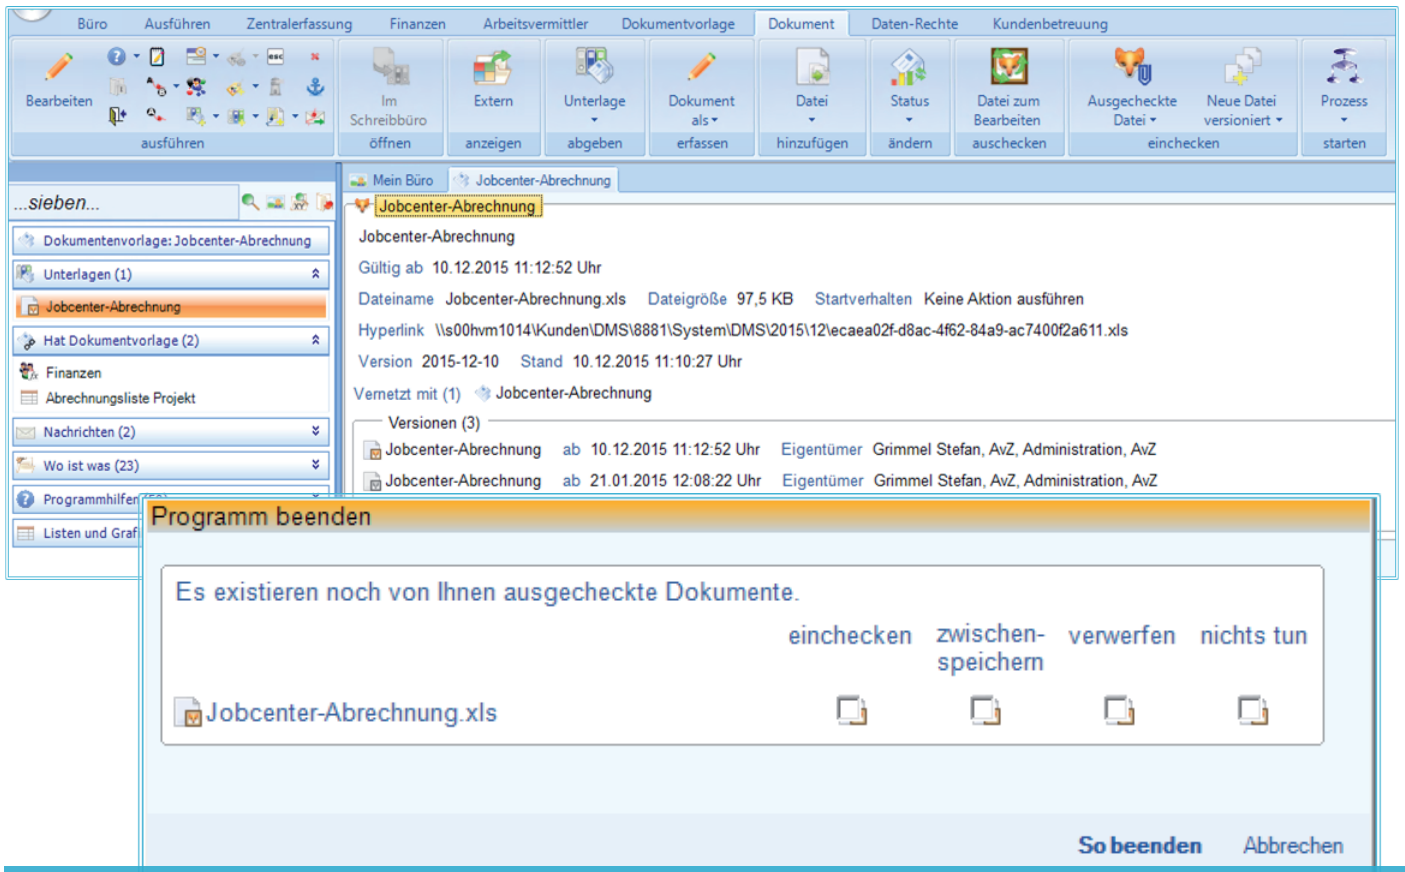 Büro Ausführen Zentralerfassung Finanzen Arbeitsvermittler Dokumentvorlage Dokument Daten-Rechte Kundenbetreuung
Bearbeiten
ausführen
Im
Schreibbüro
öffnen
Extern
anzeigen
Unterlage
abgeben
Dokument
als
erfassen
Datei
hinzufügen
Status
ändern
Datei zum
Bearbeiten
auschecken
Ausgecheckte
Datei
Neue Datei
versioniert
einchecken
Prozess
starten
...sieben...
Dokumentenvorlage: Jobcenter-Abrechnung
Unterlagen (1)
Jobcenter-Abrechnung
Hat Dokumentvorlage (2)
Finanzen
Abrechnungsliste Projekt
Nachrichten (2)
Wo ist was (23)
Programmhilfen
Listen und Graf
Mein Büro Jobcenter-Abrechnung
Jobcenter-Abrechnung
Jobcenter-Abrechnung
Gültig ab 10.12.2015 11:12:52 Uhr
Dateiname Jobcenter-Abrechnung.xls Dateigröße 97,5 KB Startverhalten Keine Aktion ausführen
Hyperlink \\s00hvm1014\Kunden\DMS\8881\System\DMS\2015\12\ecaea02f-d8ac-4f62-84a9-ac7400f2a611.xls
Version 2015-12-10 Stand 10.12.2015 11:10:27 Uhr
Vernetzt mit (1) Jobcenter-Abrechnung
Versionen (3)
Jobcenter-Abrechnung ab 10.12.2015 11:12:52 Uhr Eigentümer Grimmel Stefan, AvZ, Administration, AvZ
Jobcenter-Abrechnung ab 21.01.2015 12:08:22 Uhr Eigentümer Grimmel Stefan, AvZ, Administration, AvZ
Programm beenden
Es existieren noch von Ihnen ausgecheckte Dokumente.
einchecken zwischen- verwerfen nichts tun
speichern
Jobcenter-Abrechnung.xls
So beenden Abbrechen